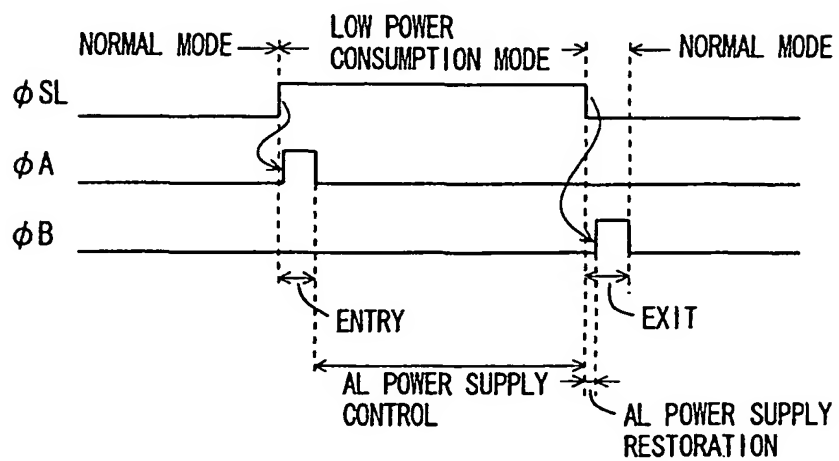 LOW POWER
NORMAL MODE
CONSUMPTION MODE
NORMAL MODE
φSL
φA
φB
ENTRY
EXIT
AL POWER SUPPLY
CONTROL
AL POWER SUPPLY
RESTORATION